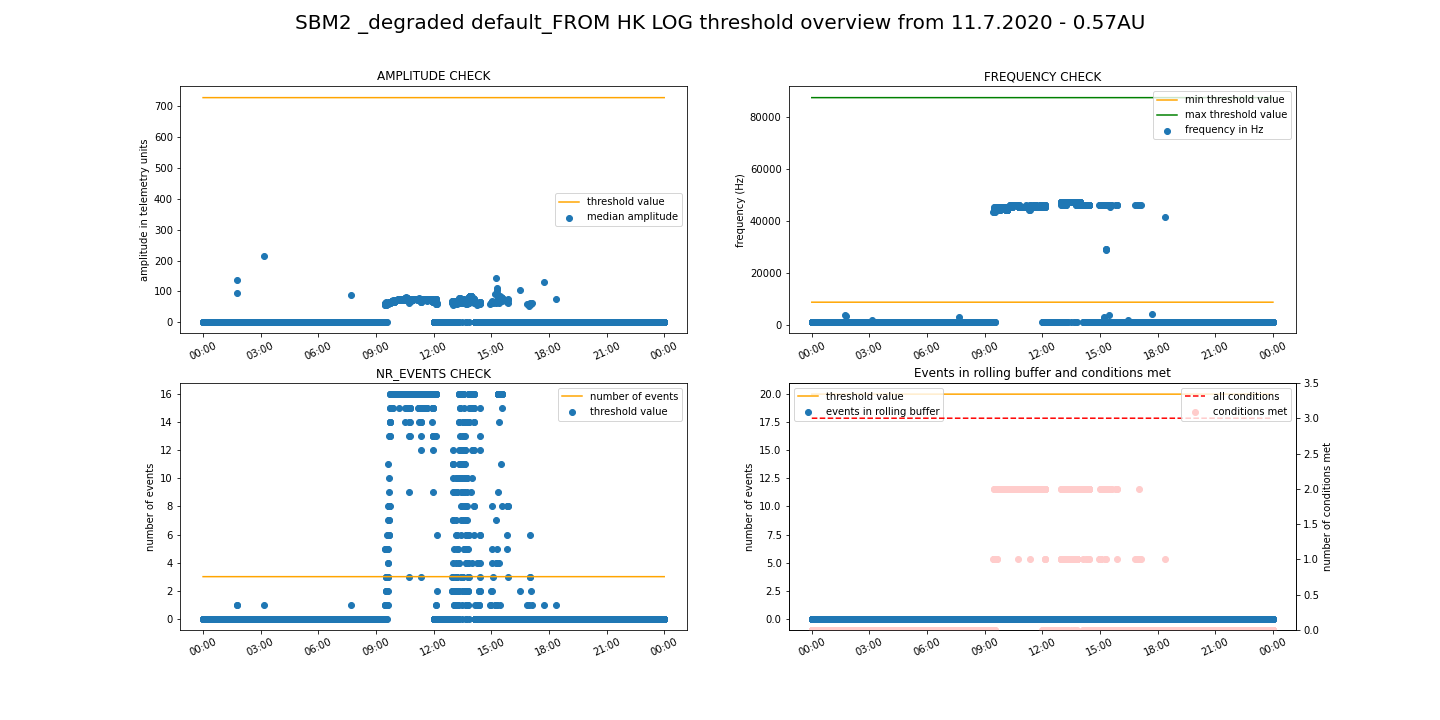 SBM2 _degraded default_FROM HK LOG threshold overview from 11.7.2020 - 0.57AU
AMPLITUDE CHECK
amplitude in telemetry units
700
600
500
400
300
200
100
0
threshold value
median amplitude
00:00 03:00 06:00 09:00 12:00 15:00 18:00 21:00 00:00
FREQUENCY CHECK
frequency (Hz)
80000
60000
40000
20000
0
min threshold value
max threshold value
frequency in Hz
00:00 03:00 06:00 09:00 12:00 15:00 18:00 21:00 00:00
NR_EVENTS CHECK
number of events
16
14
12
10
8
6
4
2
0
number of events
threshold value
00:00 03:00 06:00 09:00 12:00 15:00 18:00 21:00 00:00
Events in rolling buffer and conditions met
number of events
20.0
17.5
15.0
12.5
10.0
7.5
5.0
2.5
0.0
threshold value
events in rolling buffer
all conditions
conditions met
3.5
3.0
2.5
2.0
1.5
1.0
0.5
0.0
number of conditions met
00:00 03:00 06:00 09:00 12:00 15:00 18:00 21:00 00:00